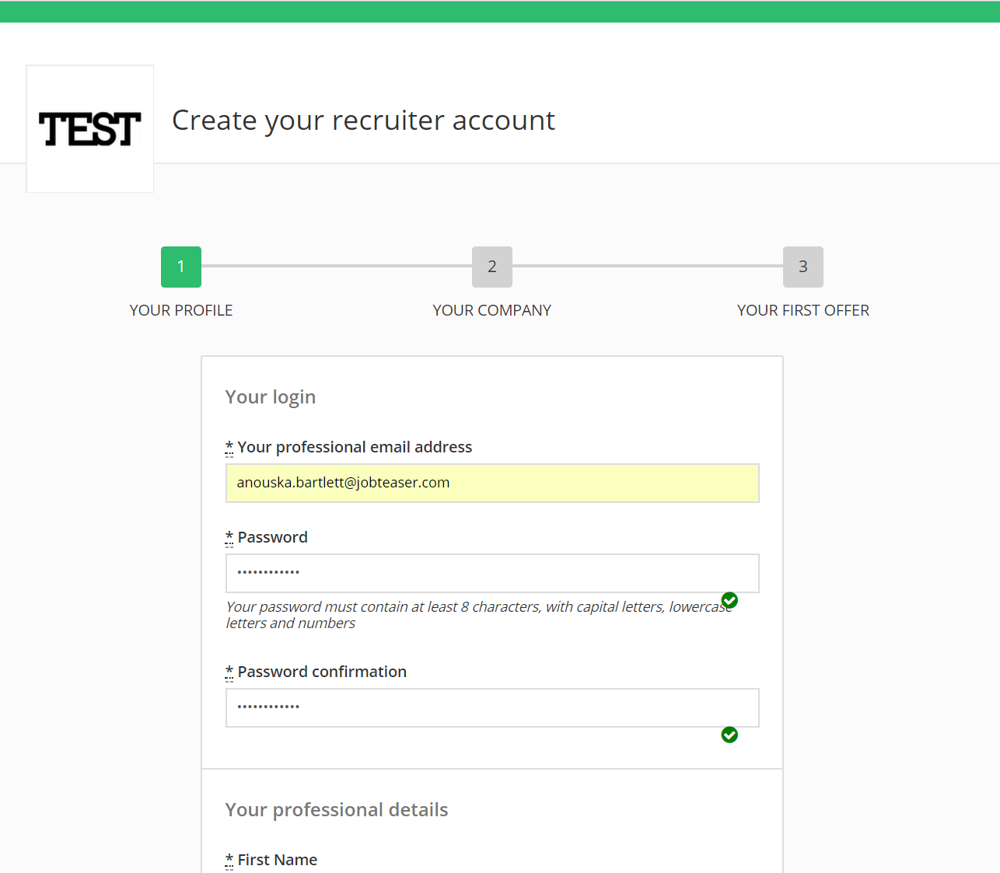 TEST
Create your recruiter account
1
2
3
YOUR PROFILE
YOUR COMPANY
YOUR FIRST OFFER
Your login
* Your professional email address
anouska.bartlett@jobteaser.com
* Password
••••••••••••
Your password must contain at least 8 characters, with capital letters, lowercase
letters and numbers
* Password confirmation
••••••••••••
Your professional details
* First Name